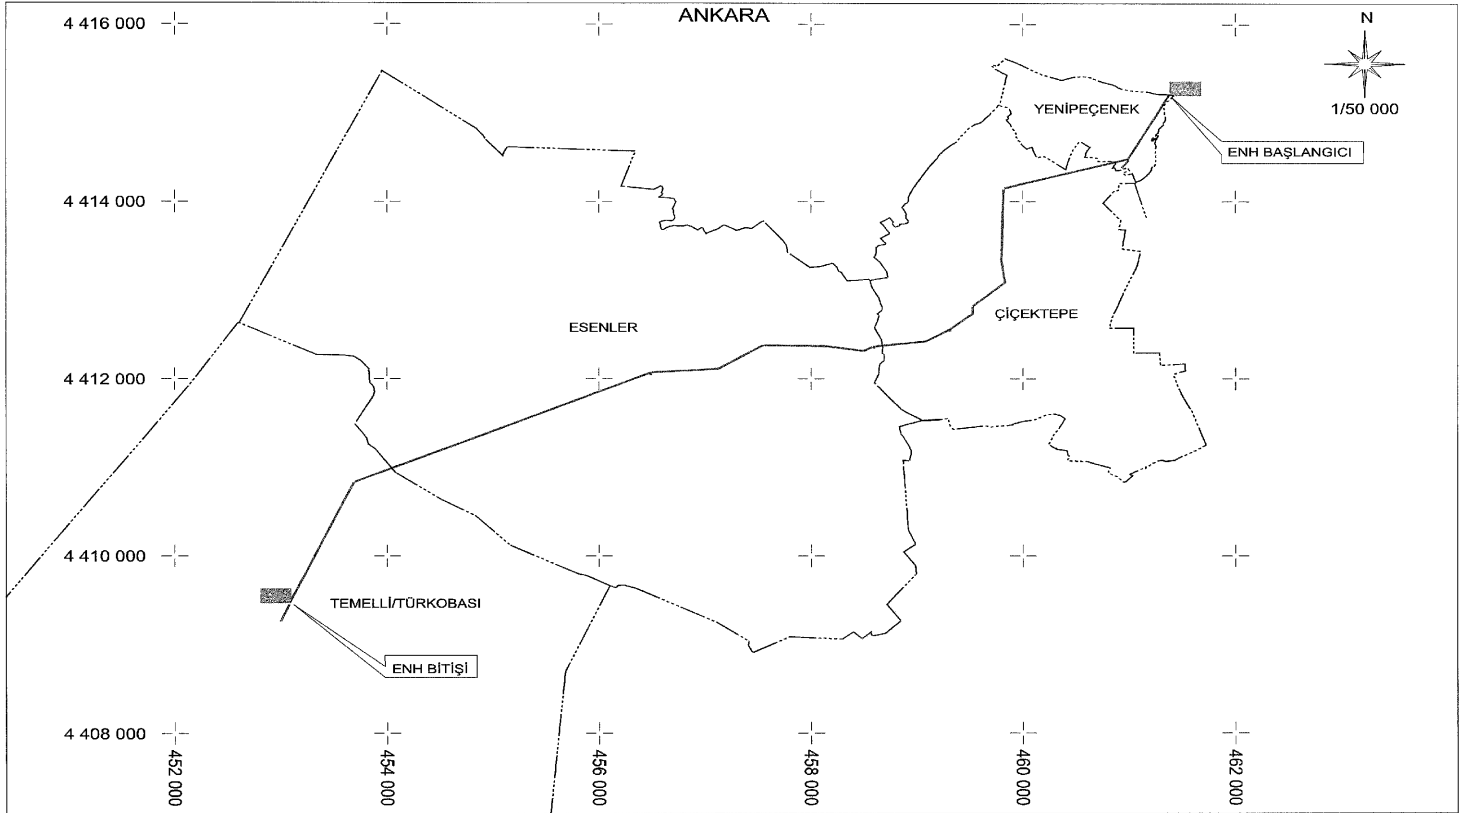 ANKARA
4 416 000
N
1/50 000
YENİPEÇENEK
ENH BAŞLANGICI
4 414 000
ÇİÇEKTEPE
ESENLER
4 412 000
4 410 000
TEMELLİ/TÜRKOBASI
ENH BİTİŞİ
4 408 000
452 000
454 000
456 000
458 000
460 000
462 000